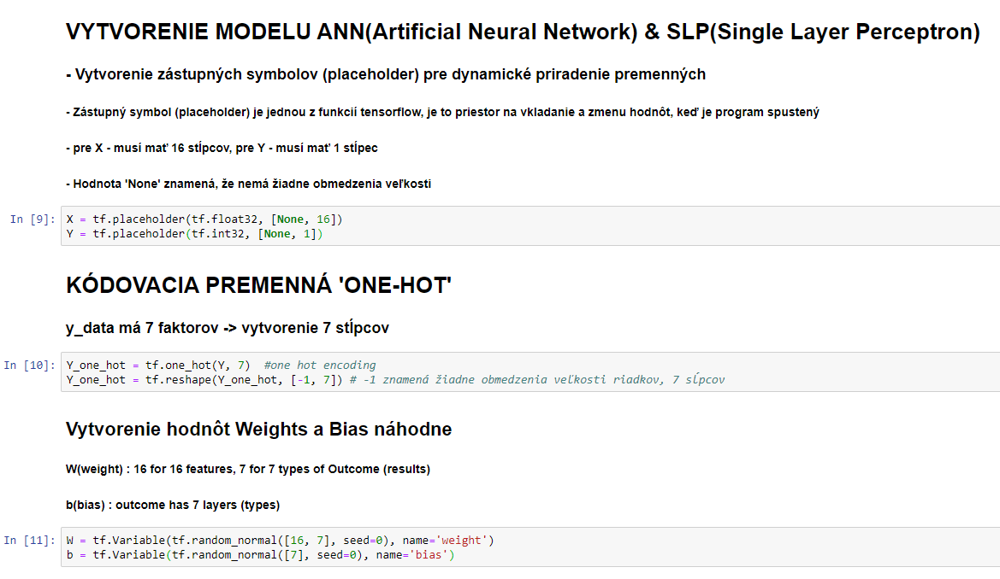 VYTVORENIE MODELU ANN(Artificial Neural Network) & SLP(Single Layer Perceptron)
- Vytvorenie zástupných symbolov (placeholder) pre dynamické priradenie premenných
- Zástupný symbol (placeholder) je jednou z funkcií tensorflow, je to priestor na vkladanie a zmenu hodnôt, keď je program spustený
- pre X - musí mať 16 stĺpcov, pre Y - musí mať 1 stĺpec
- Hodnota 'None' znamená, že nemá žiadne obmedzenia veľkosti
In [9]: X = tf.placeholder(tf.float32, [None, 16])
Y = tf.placeholder(tf.int32, [None, 1])
KÓDOVACIA PREMENNÁ 'ONE-HOT'
y_data má 7 faktorov -> vytvorenie 7 stĺpcov
In [10]: Y_one_hot = tf.one_hot(Y, 7)  #one hot encoding
Y_one_hot = tf.reshape(Y_one_hot, [-1, 7]) # -1 znamená žiadne obmedzenia veľkosti riadkov, 7 sĺpcov
Vytvorenie hodnôt Weights a Bias náhodne
W(weight) : 16 for 16 features, 7 for 7 types of Outcome (results)
b(bias) : outcome has 7 layers (types)
In [11]: W = tf.Variable(tf.random_normal([16, 7], seed=0), name='weight')
b = tf.Variable(tf.random_normal([7], seed=0), name='bias')